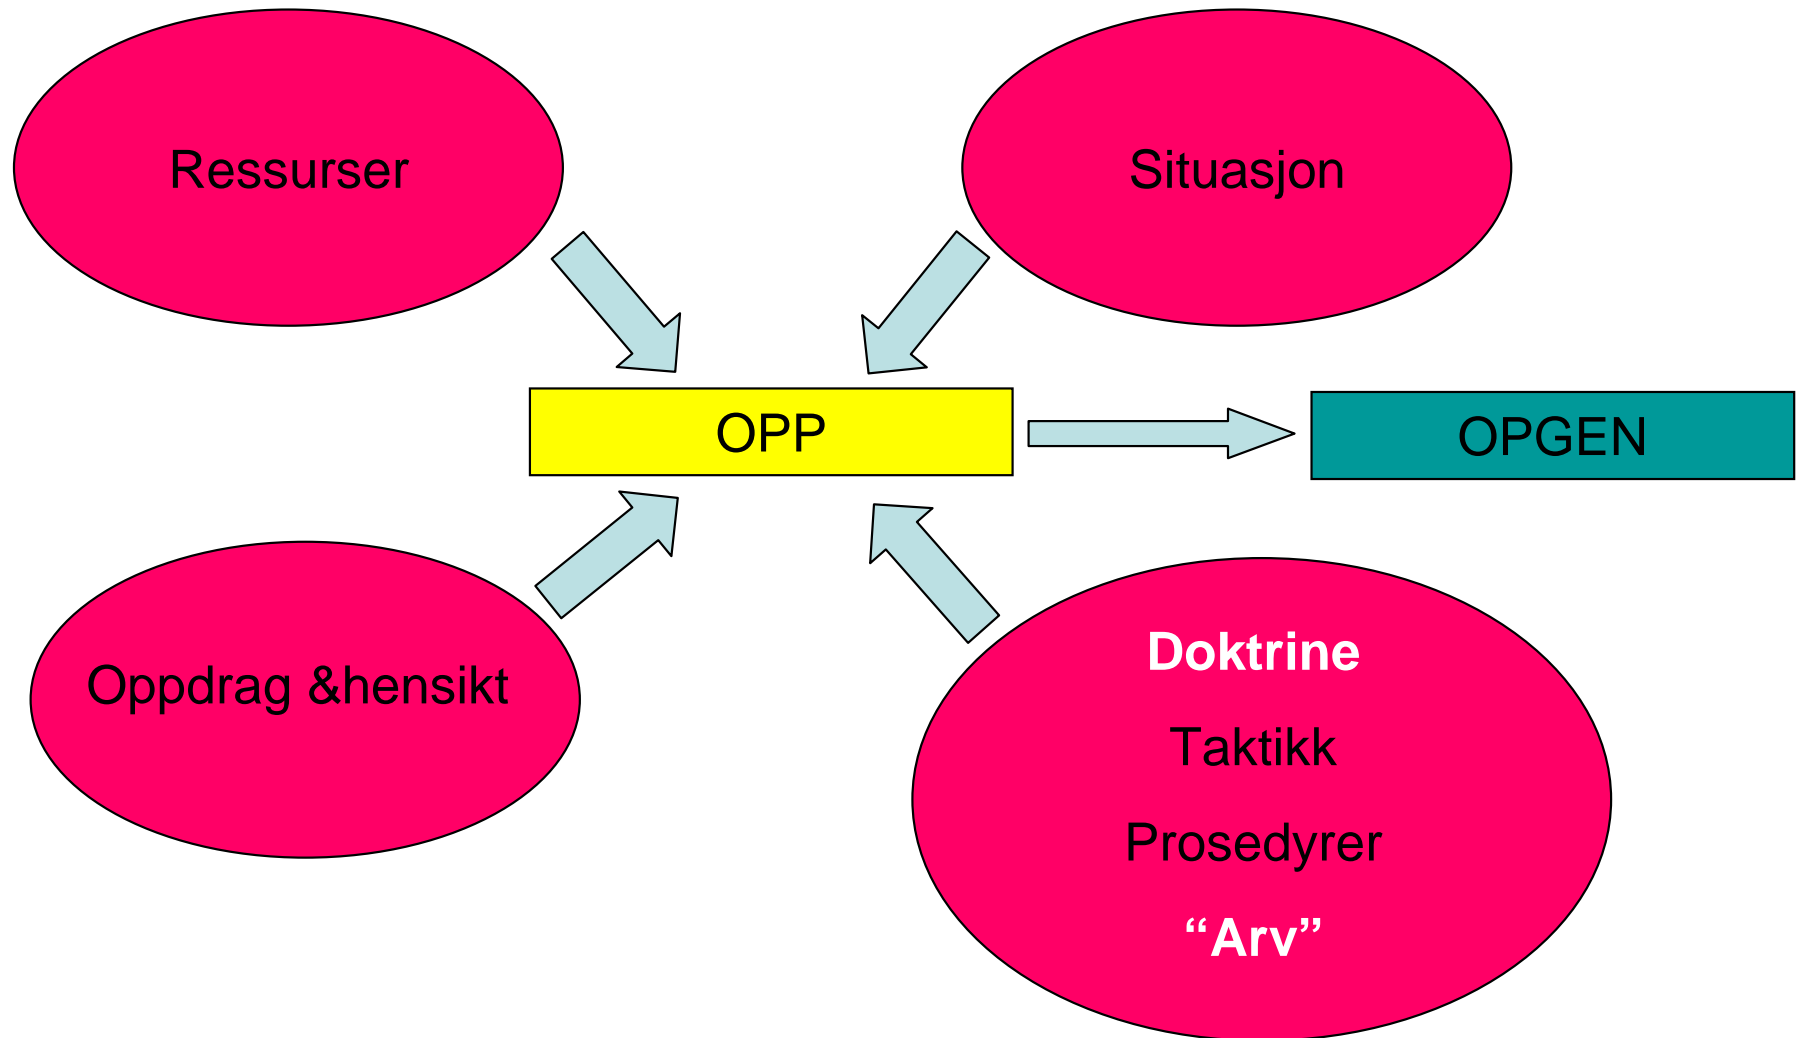 Ressurser
Situasjon
OPP
OPGEN
Oppdrag &hensikt
Doktrine
Taktikk
Prosedyrer
“Arv”